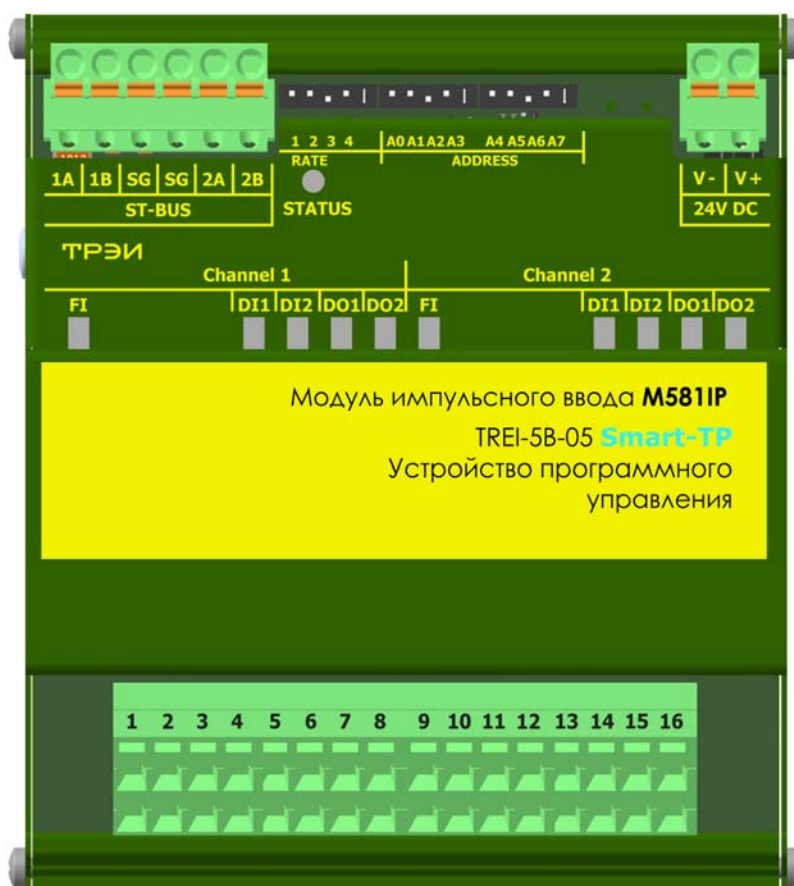 1 2 3 4 A0 A1 A2 A3 A4 A5 A6 A7
RATE ADDRESS
1A 1B SG SG 2A 2B V- V+
ST-BUS STATUS 24V DC
ТРЭИ
Channel 1 Channel 2
FI DI1 DI2 DO1 DO2 FI DI1 DI2 DO1 DO2
Модуль импульсного ввода M581IP
TREI-5B-05 Smart-TP
Устройство программного
управления
1 2 3 4 5 6 7 8 9 10 11 12 13 14 15 16